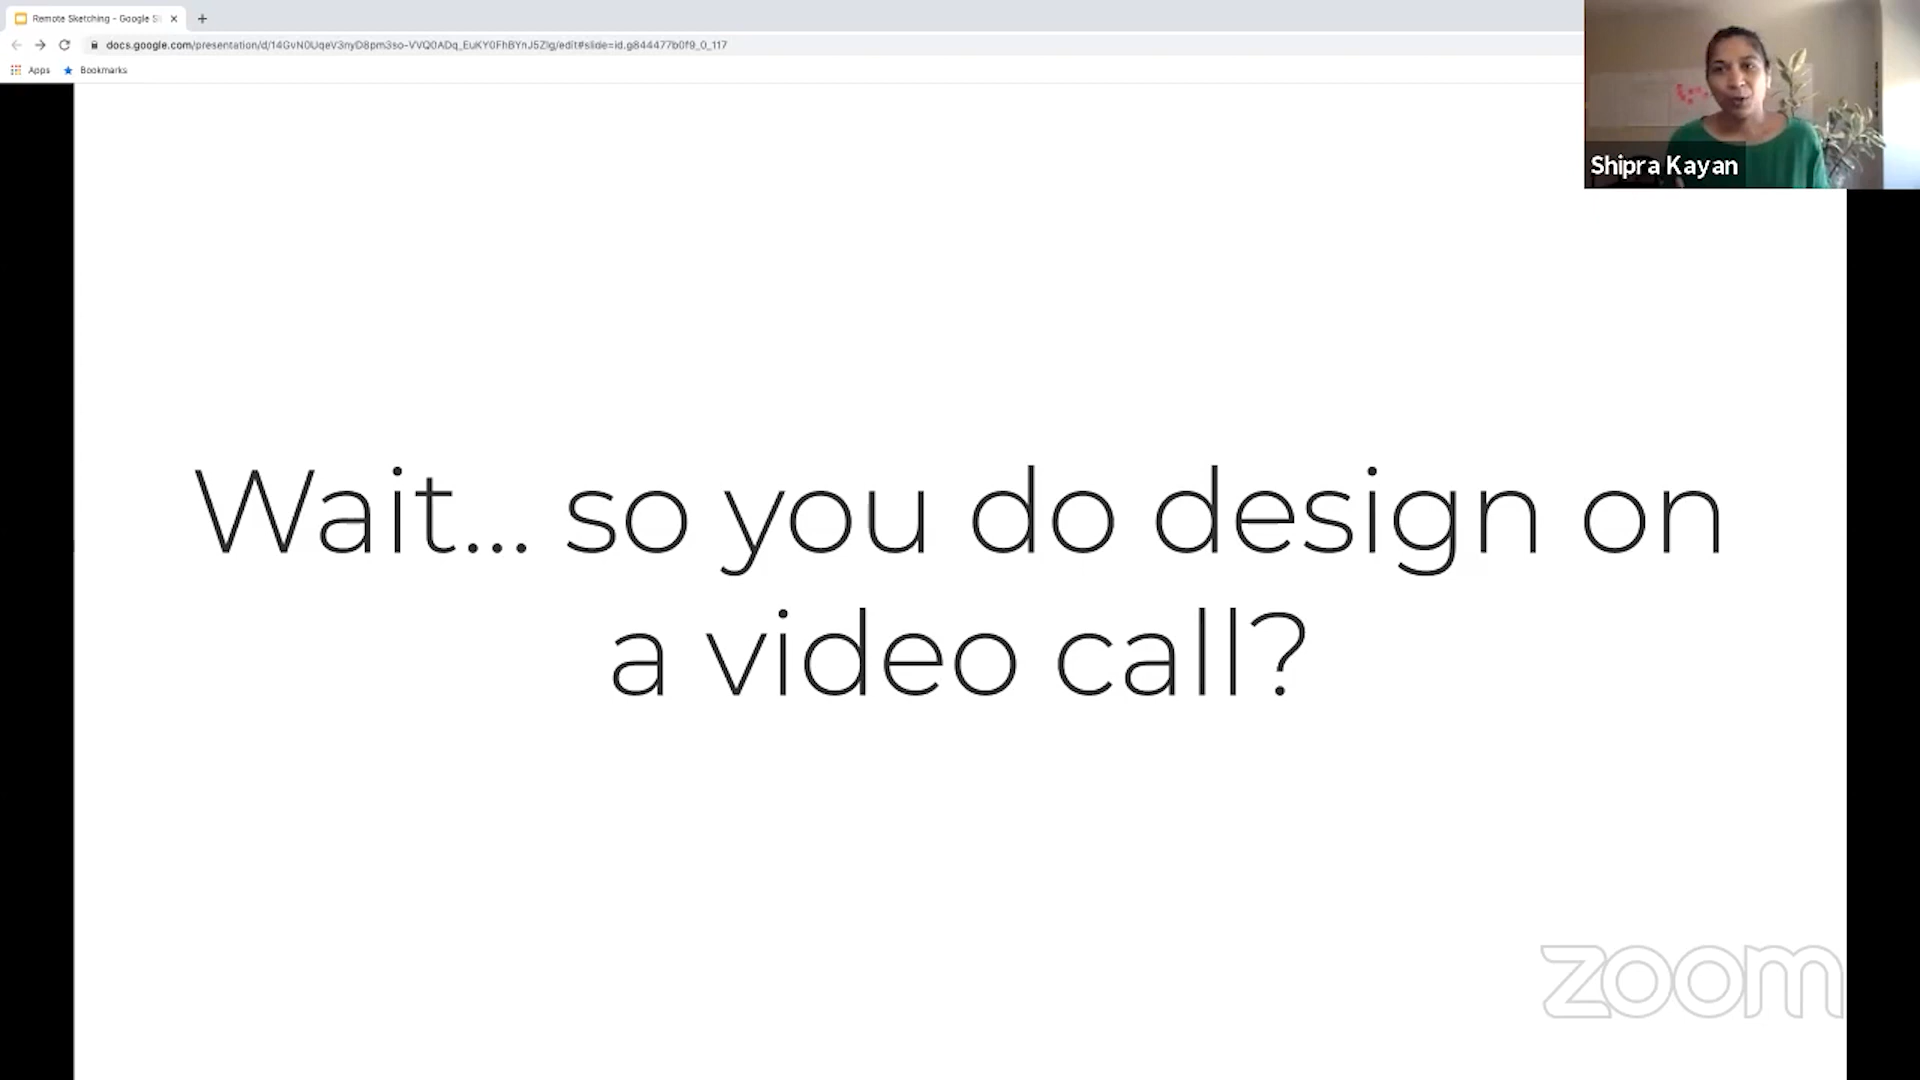 Remote Sketching - Google Sl
docs.google.com/presentation/d/14GvN0UqeV3nyD8pm3so-VVQ0ADq_EuKY0FhBYnJ5ZIg/edit#slide=id.g844477b0f9_0_117
Apps
Bookmarks
Shipra Kayan
Wait... so you do design on
a video call?
zoom